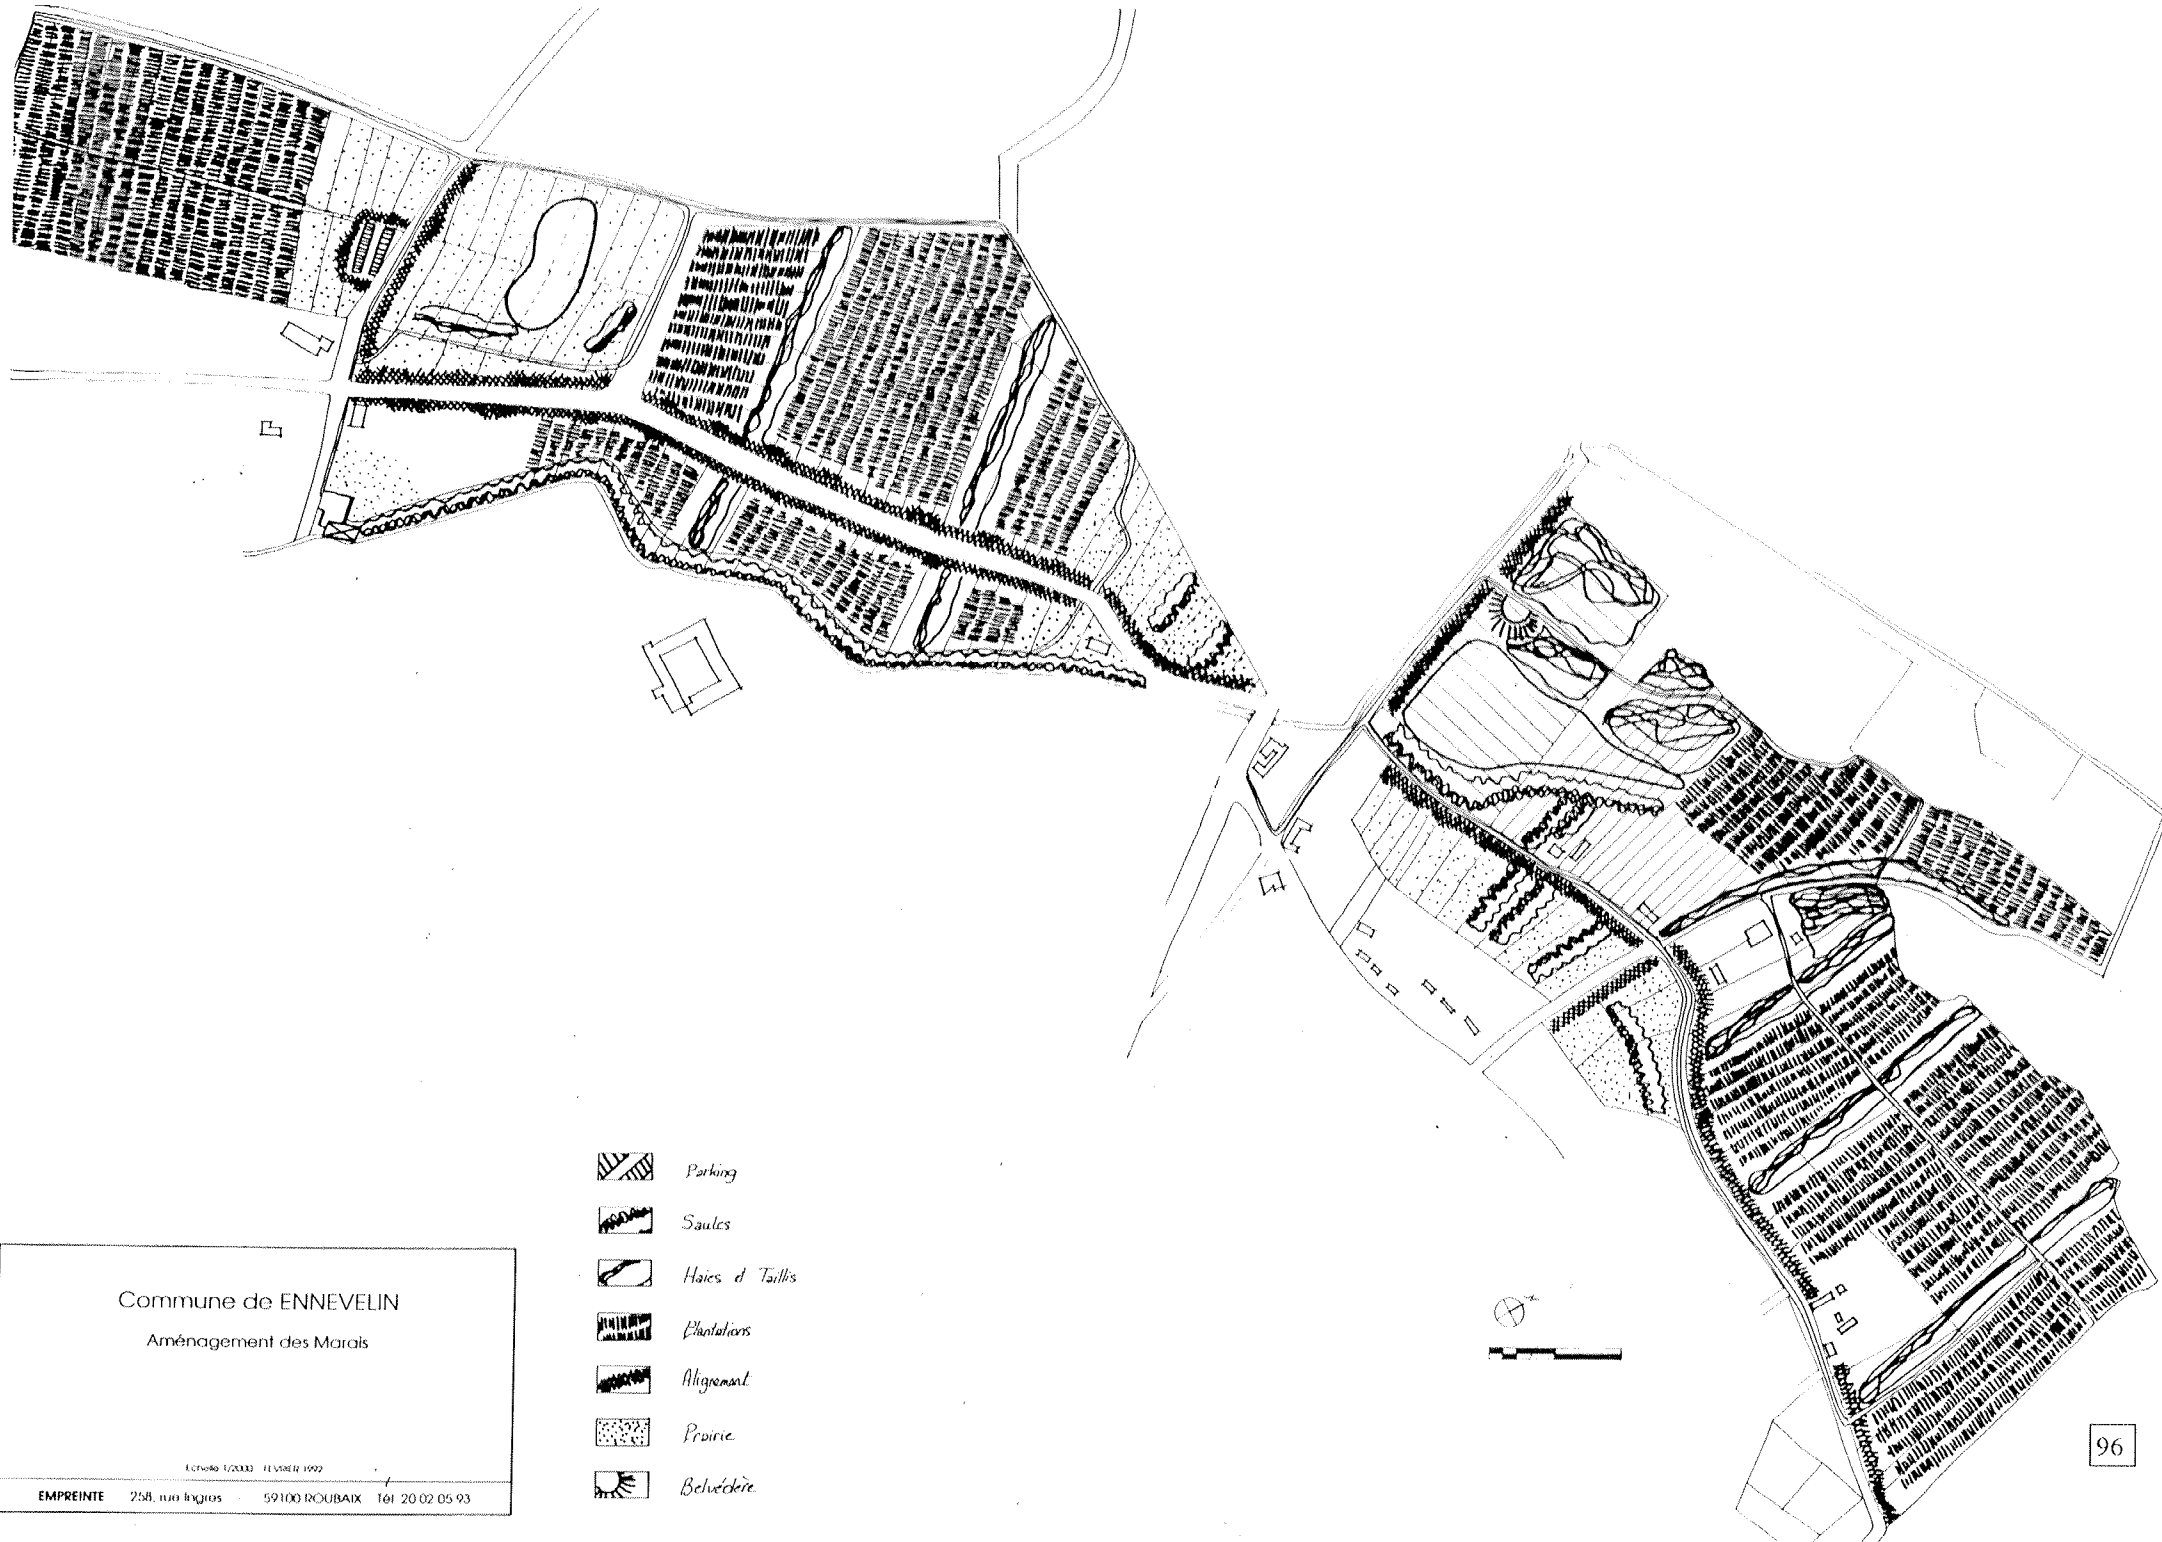 Parking
Saules
Haies et Taillis
Plantations
Alignement
Prairie
Belvédère
Commune de ENNEVELIN
Aménagement des Marais
Echelle 1/2000 FEVRIER 1992
EMPREINTE 258, rue Ingres 59100 ROUBAIX Tél 20 02 05 93
96